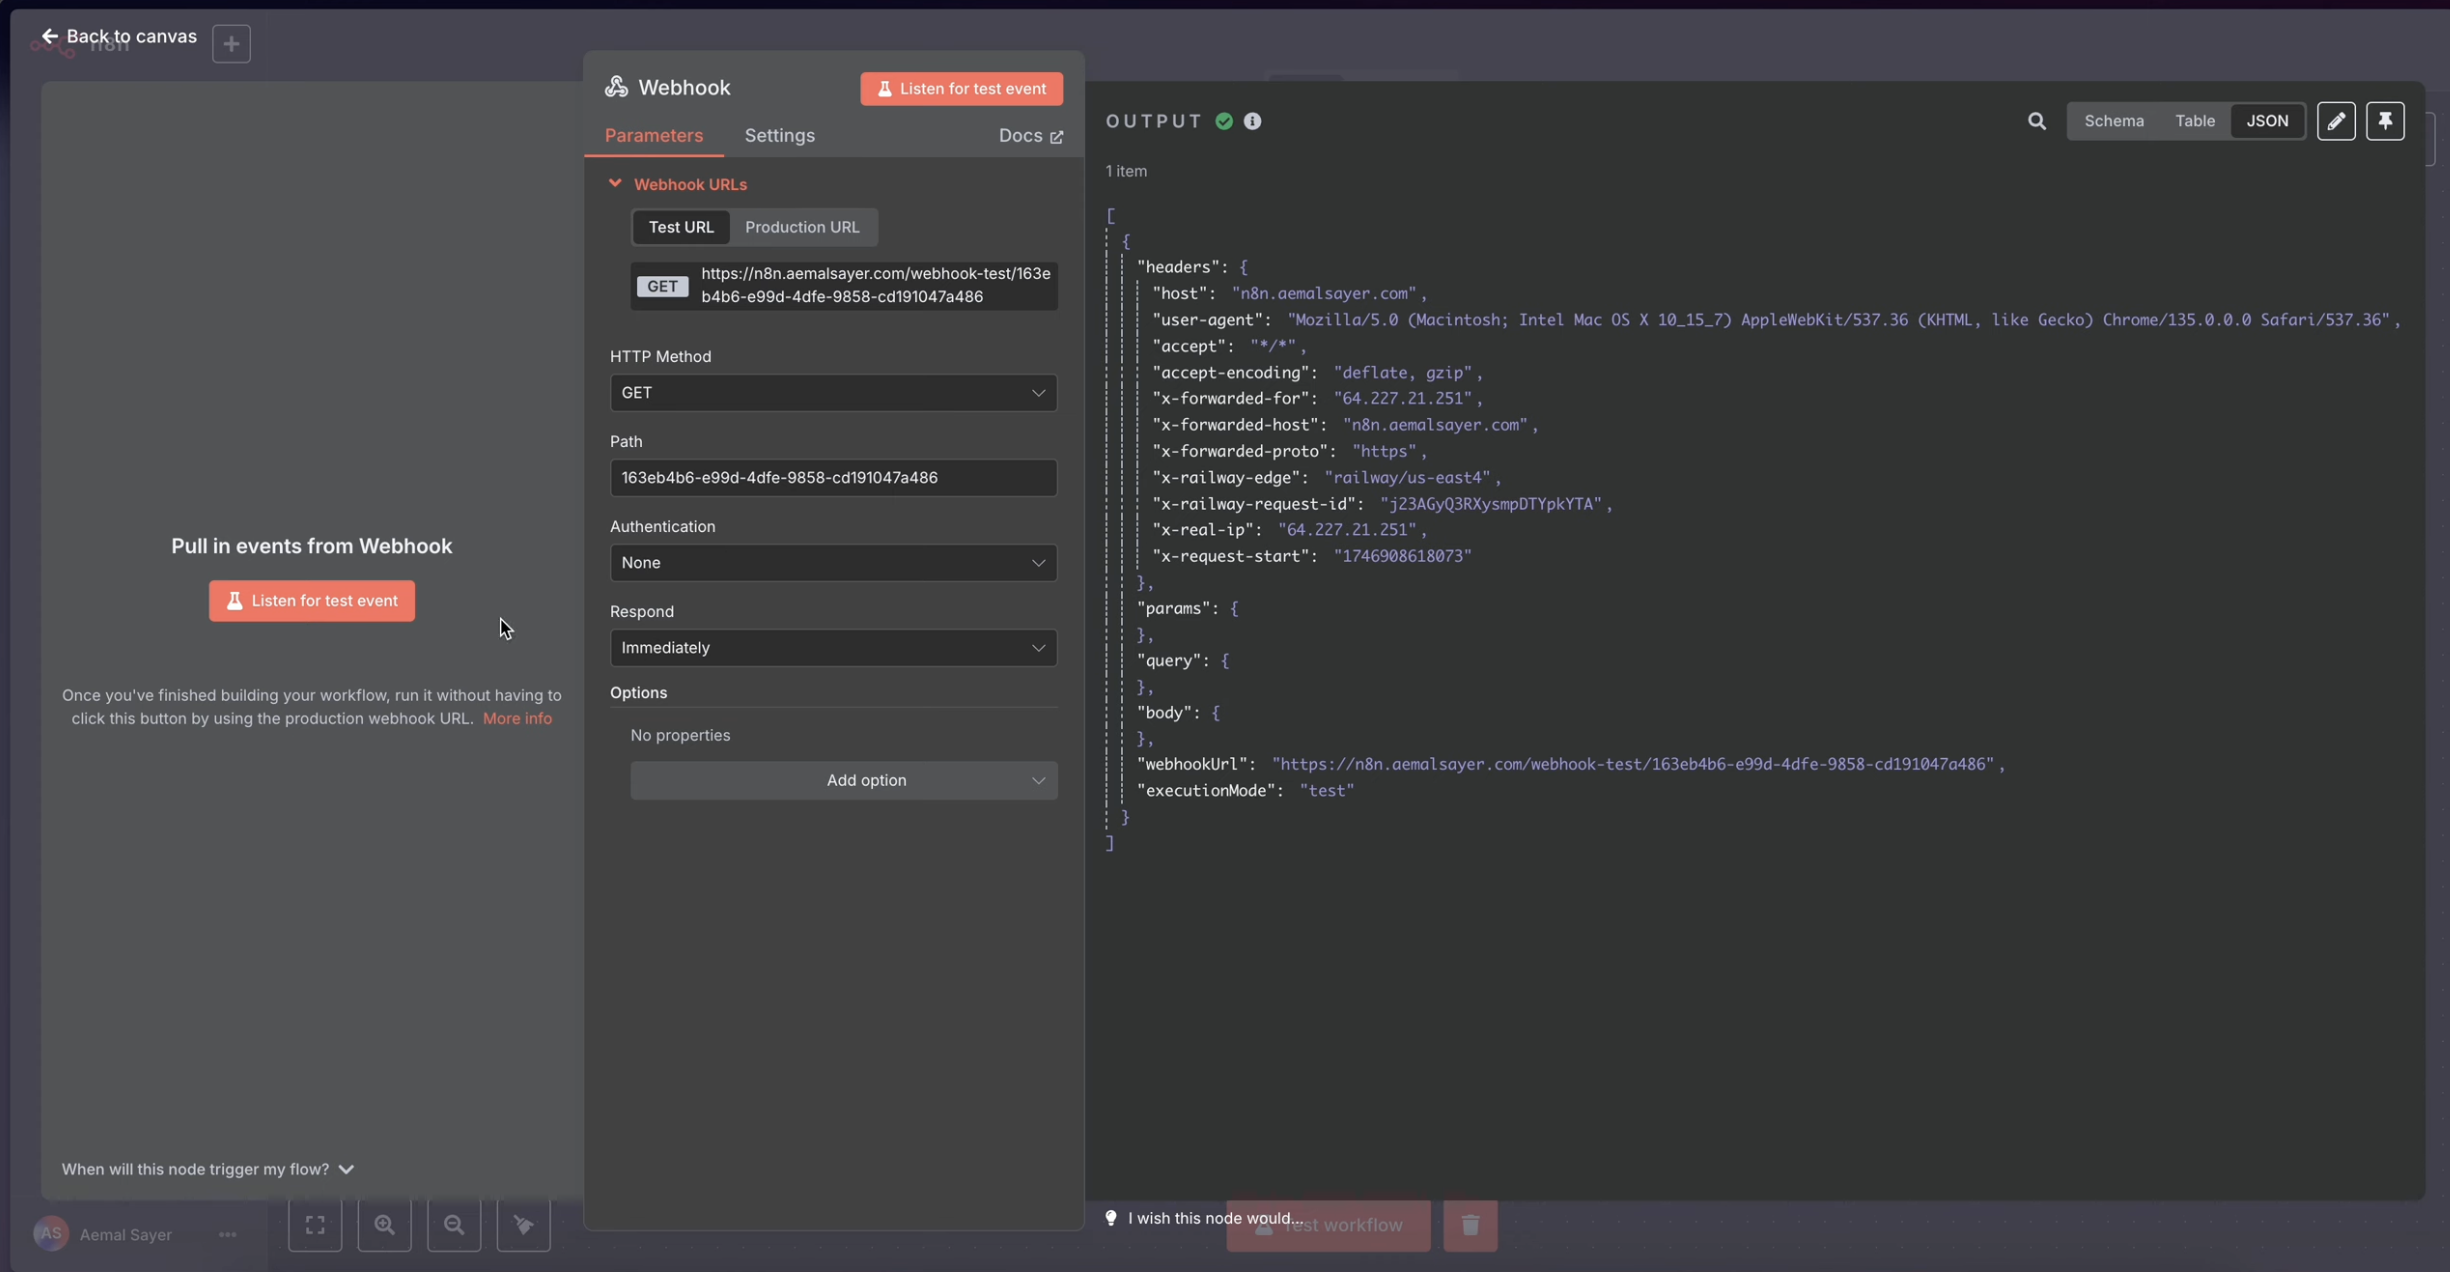 Back to canvas
n8n
Webhook
Listen for test event
Parameters
Settings
Docs
Webhook URLs
Test URL
Production URL
GET
https://n8n.aemalsayer.com/webhook-test/163e
b4b6-e99d-4dfe-9858-cd191047a486
HTTP Method
GET
Path
163eb4b6-e99d-4dfe-9858-cd191047a486
Authentication
None
Respond
Immediately
Options
No properties
Add option
Pull in events from Webhook
Listen for test event
Once you've finished building your workflow, run it without having to
click this button by using the production webhook URL. More info
When will this node trigger my flow?
AS
Aemal Sayer
OUTPUT
Schema
Table
JSON
1 item
[
{
"headers": {
"host": "n8n.aemalsayer.com",
"user-agent": "Mozilla/5.0 (Macintosh; Intel Mac OS X 10_15_7) AppleWebKit/537.36 (KHTML, like Gecko) Chrome/135.0.0.0 Safari/537.36",
"accept": "*/*",
"accept-encoding": "deflate, gzip",
"x-forwarded-for": "64.227.21.251",
"x-forwarded-host": "n8n.aemalsayer.com",
"x-forwarded-proto": "https",
"x-railway-edge": "railway/us-east4",
"x-railway-request-id": "j23AGyQ3RXysmpDTYpkYTA",
"x-real-ip": "64.227.21.251",
"x-request-start": "1746908618073"
},
"params": {
},
"query": {
},
"body": {
},
"webhookUrl": "https://n8n.aemalsayer.com/webhook-test/163eb4b6-e99d-4dfe-9858-cd191047a486",
"executionMode": "test"
}
]
I wish this node would...
Test workflow